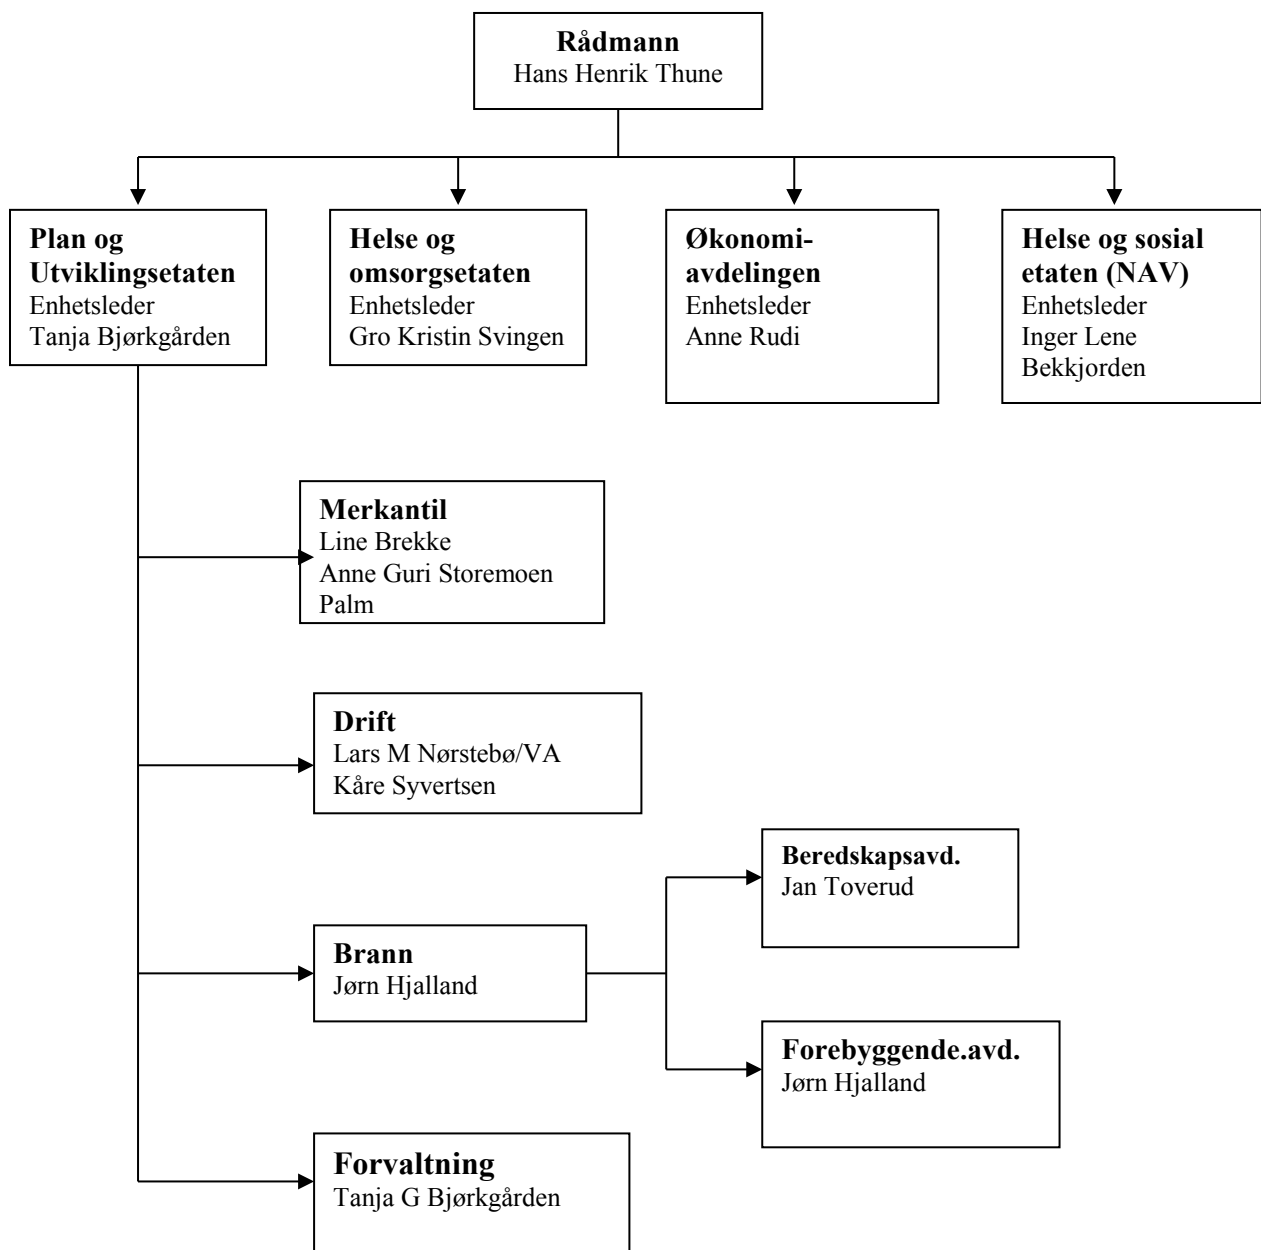 Rådmann
Hans Henrik Thune
Plan og
Utviklingsetaten
Enhetsleder
Tanja Bjørkgården
Helse og
omsorgsetaten
Enhetsleder
Gro Kristin Svingen
Økonomi-
avdelingen
Enhetsleder
Anne Rudi
Helse og sosial
etaten (NAV)
Enhetsleder
Inger Lene
Bekkjorden
Merkantil
Line Brekke
Anne Guri Storemoen
Palm
Drift
Lars M Nørstebø/VA
Kåre Syvertsen
Brann
Jørn Hjalland
Beredskapsavd.
Jan Toverud
Forebyggende.avd.
Jørn Hjalland
Forvaltning
Tanja G Bjørkgården